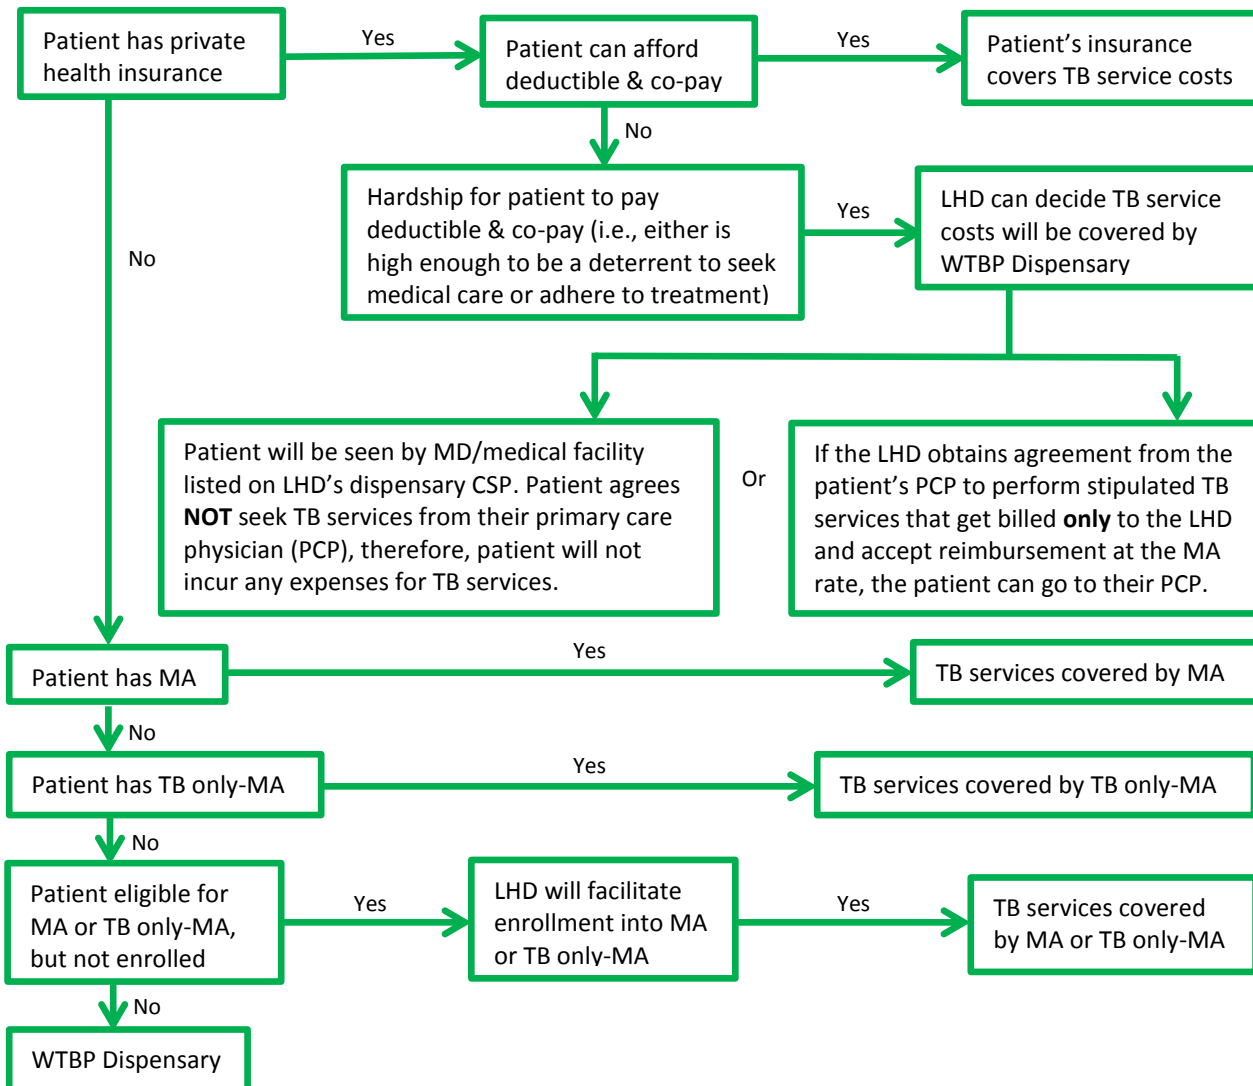 Patient has private
health insurance
Yes
Patient can afford
deductible & co-pay
Yes
Patient’s insurance
covers TB service costs
No
Hardship for patient to pay
deductible & co-pay (i.e., either is
high enough to be a deterrent to seek
medical care or adhere to treatment)
Yes
LHD can decide TB service
costs will be covered by
WTBP Dispensary
No
Patient will be seen by MD/medical facility
listed on LHD’s dispensary CSP. Patient agrees
NOT seek TB services from their primary care
physician (PCP), therefore, patient will not
incur any expenses for TB services.
Or
If the LHD obtains agreement from the
patient’s PCP to perform stipulated TB
services that get billed only to the LHD
and accept reimbursement at the MA
rate, the patient can go to their PCP.
Patient has MA
Yes
TB services covered by MA
No
Patient has TB only-MA
Yes
TB services covered by TB only-MA
No
Patient eligible for
MA or TB only-MA,
but not enrolled
Yes
LHD will facilitate
enrollment into MA
or TB only-MA
Yes
TB services covered
by MA or TB only-MA
No
WTBP Dispensary